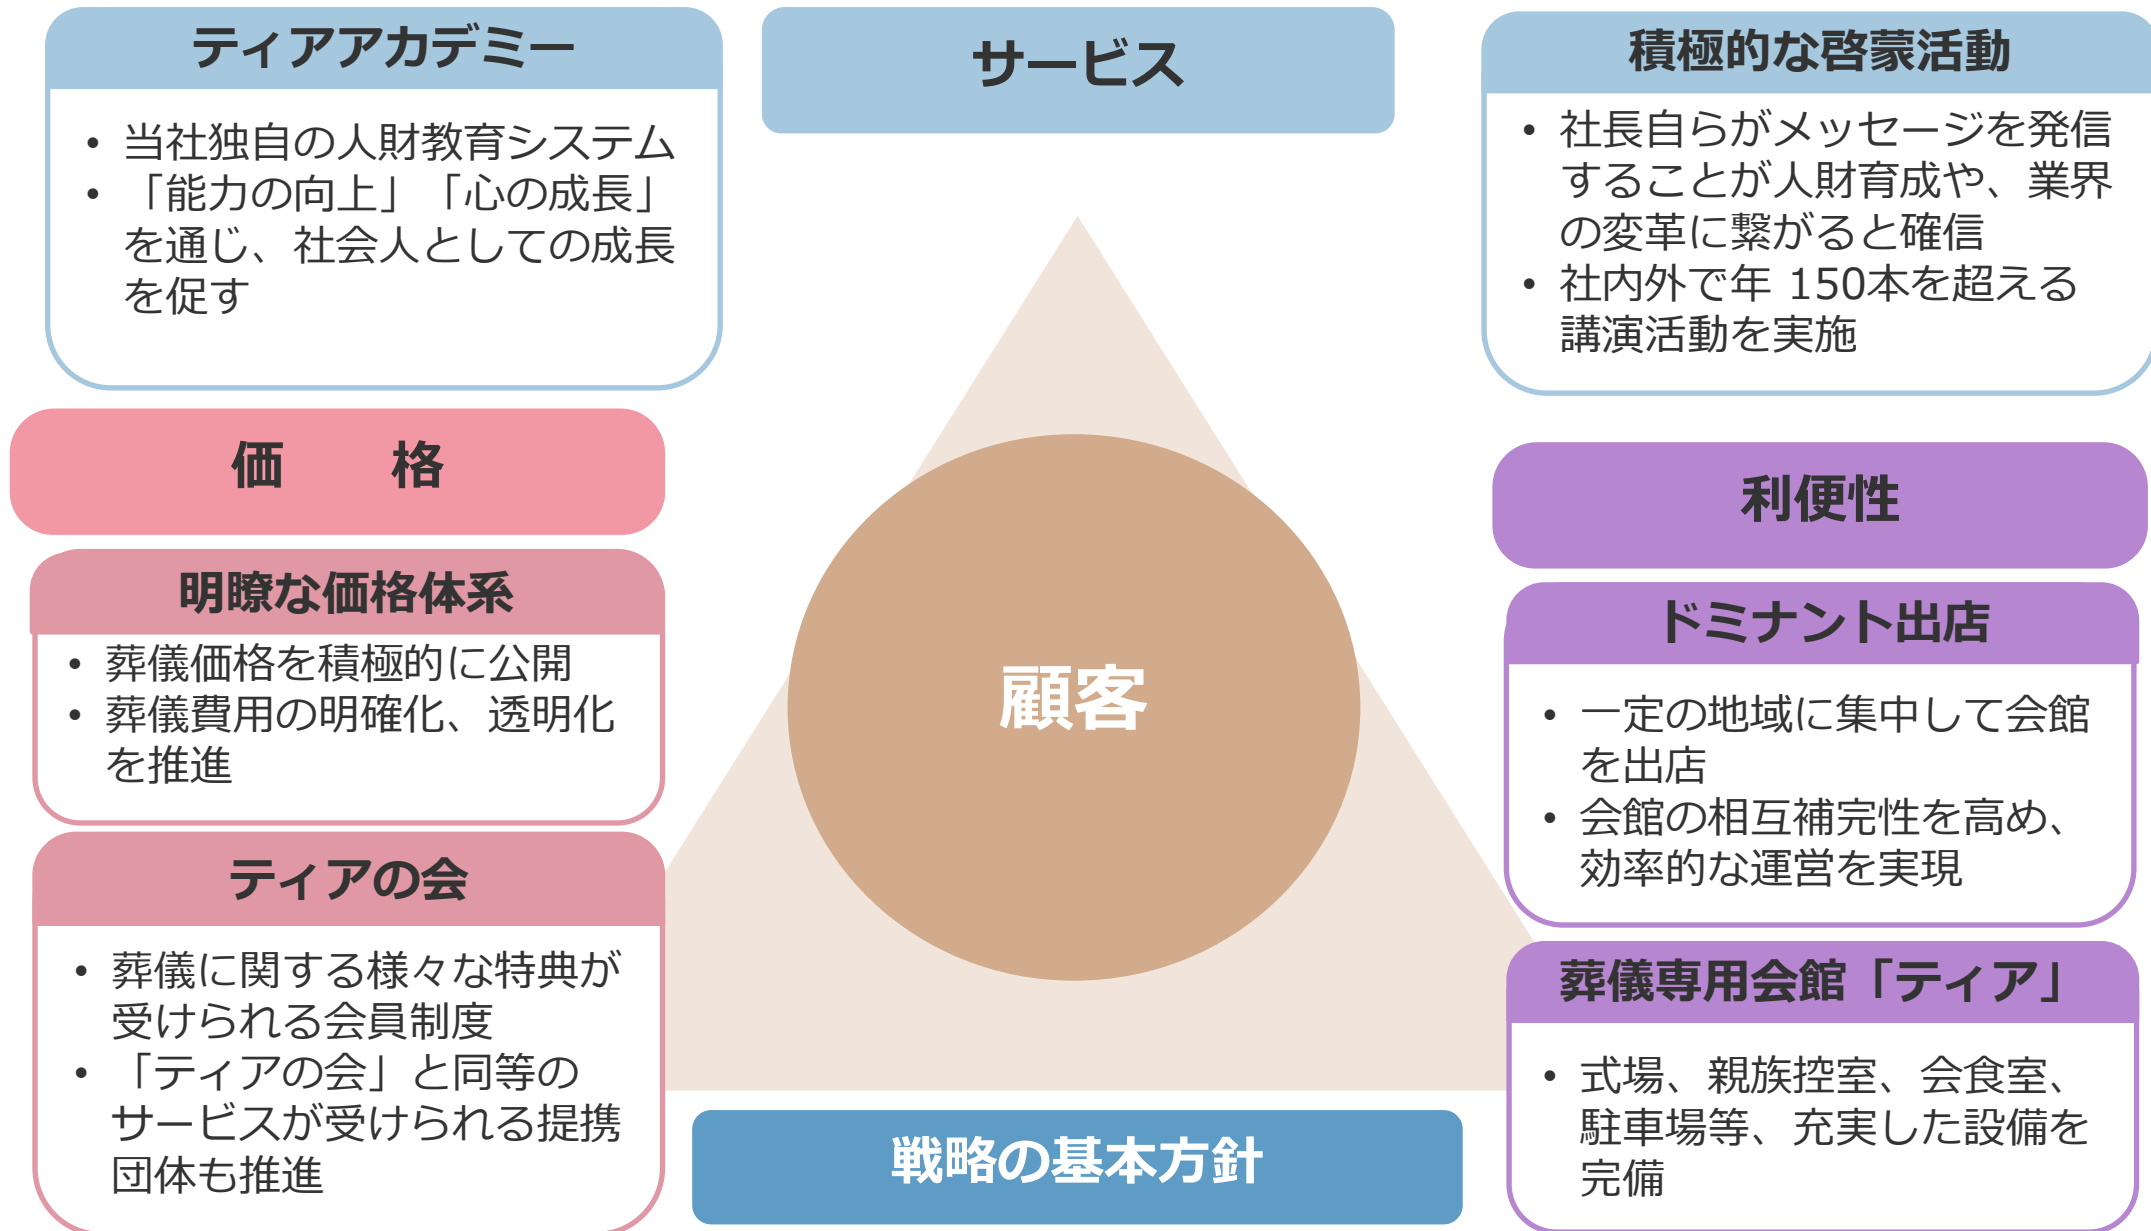 ティアアカデミー
• 当社独自の人財教育システム
• 「能力の向上」「心の成長」
を通じ、社会人としての成長
を促す
サービス
積極的な啓蒙活動
• 社長自らがメッセージを発信
することが人財育成や、業界
の変革に繋がると確信
• 社内外で年 150本を超える
講演活動を実施
価　　格
明瞭な価格体系
• 葬儀価格を積極的に公開
• 葬儀費用の明確化、透明化
を推進
ティアの会
• 葬儀に関する様々な特典が
受けられる会員制度
• 「ティアの会」と同等の
サービスが受けられる提携
団体も推進
顧客
利便性
ドミナント出店
• 一定の地域に集中して会館
を出店
• 会館の相互補完性を高め、
効率的な運営を実現
葬儀専用会館「ティア」
• 式場、親族控室、会食室、
駐車場等、充実した設備を
完備
戦略の基本方針